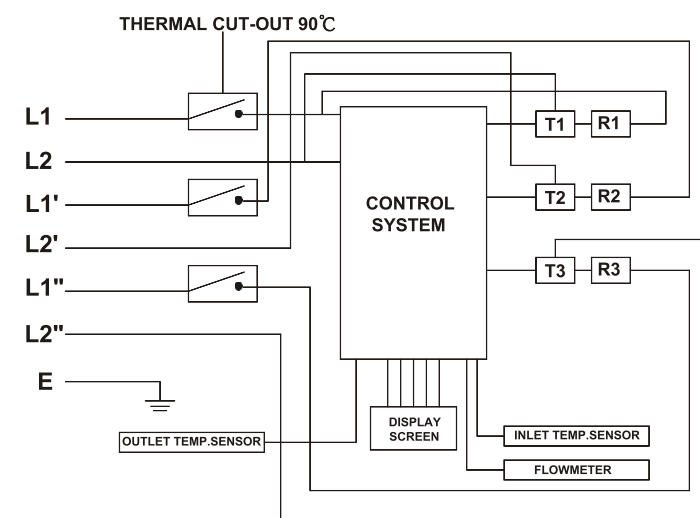 THERMAL CUT-OUT 90℃
L1
T1
R1
L2
L1'
T2
R2
CONTROL
SYSTEM
L2'
T3
R3
L1"
L2"
E
DISPLAY
SCREEN
OUTLET TEMP.SENSOR
INLET TEMP.SENSOR
FLOWMETER